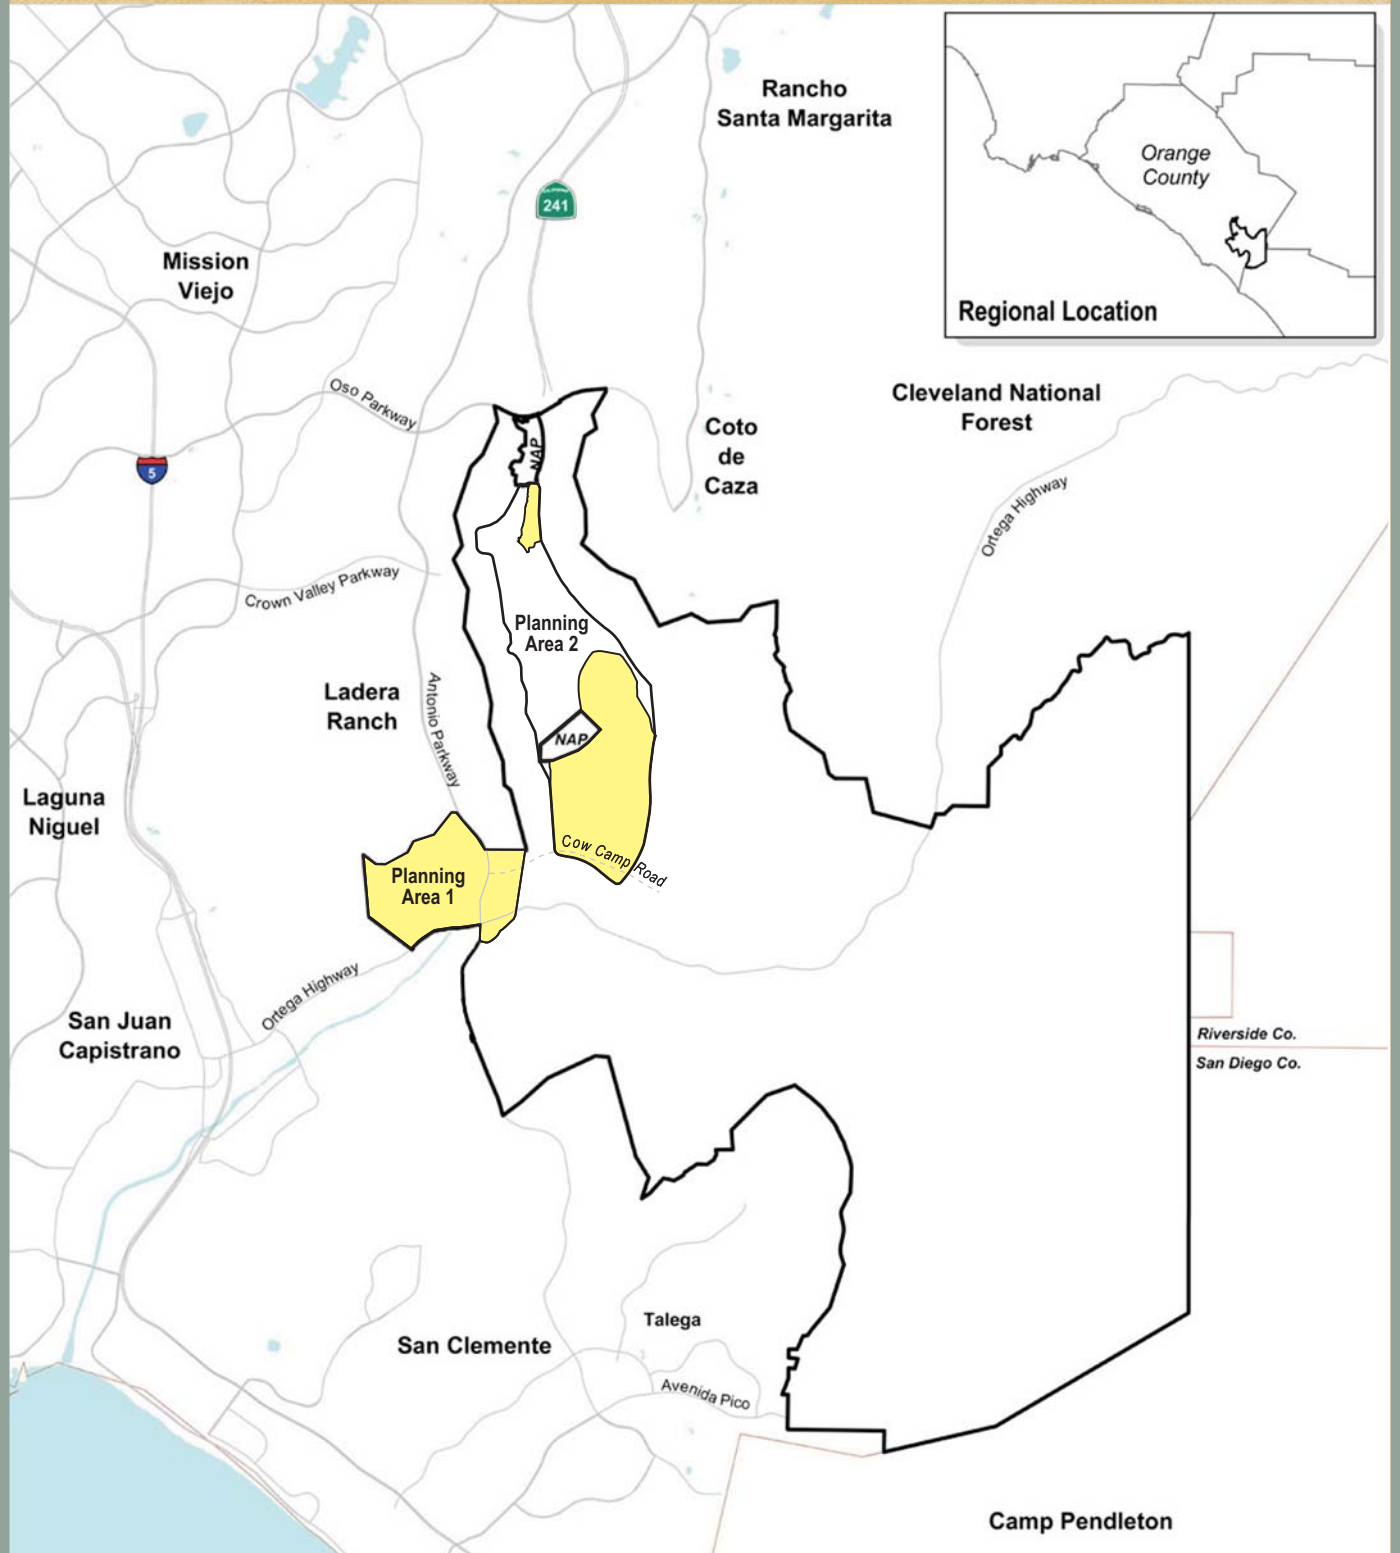 Rancho
Santa Margarita
Orange
County
CALIFORNIA
241
Mission
Viejo
Regional Location
Oso Parkway
Cleveland National
Forest
Coto
de
Caza
NAP
5
Ortega Highway
Crown Valley Parkway
Planning
Area 2
Ladera
Ranch
Antonio Parkway
NAP
Laguna
Niguel
Cow Camp Road
Planning
Area 1
Ortega Highway
San Juan
Capistrano
Riverside Co.
San Diego Co.
Talega
San Clemente
Avenida Pico
Camp Pendleton